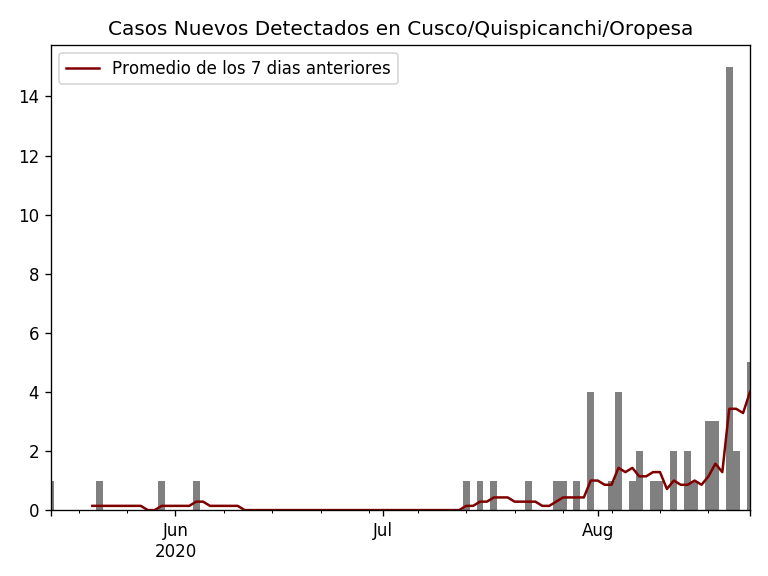 Casos Nuevos Detectados en Cusco/Quispicanchi/Oropesa
Promedio de los 7 dias anteriores
14
12
10
8
6
4
2
0
Jun
2020
Jul
Aug